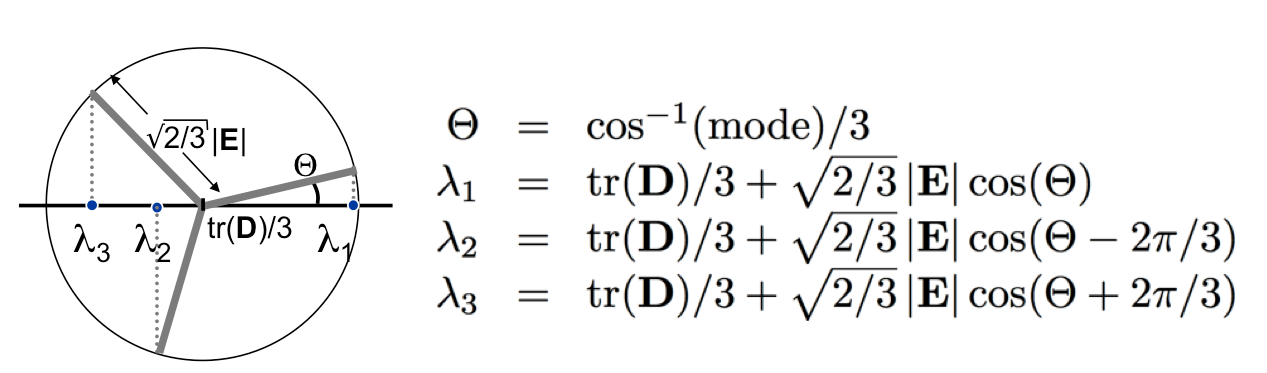 √2/3 |E|
Θ
tr(D)/3
λ3 λ2 λ1
Θ = cos⁻¹(mode)/3
λ₁ = tr(D)/3 + √2/3 |E| cos(Θ)
λ₂ = tr(D)/3 + √2/3 |E| cos(Θ − 2π/3)
λ₃ = tr(D)/3 + √2/3 |E| cos(Θ + 2π/3)